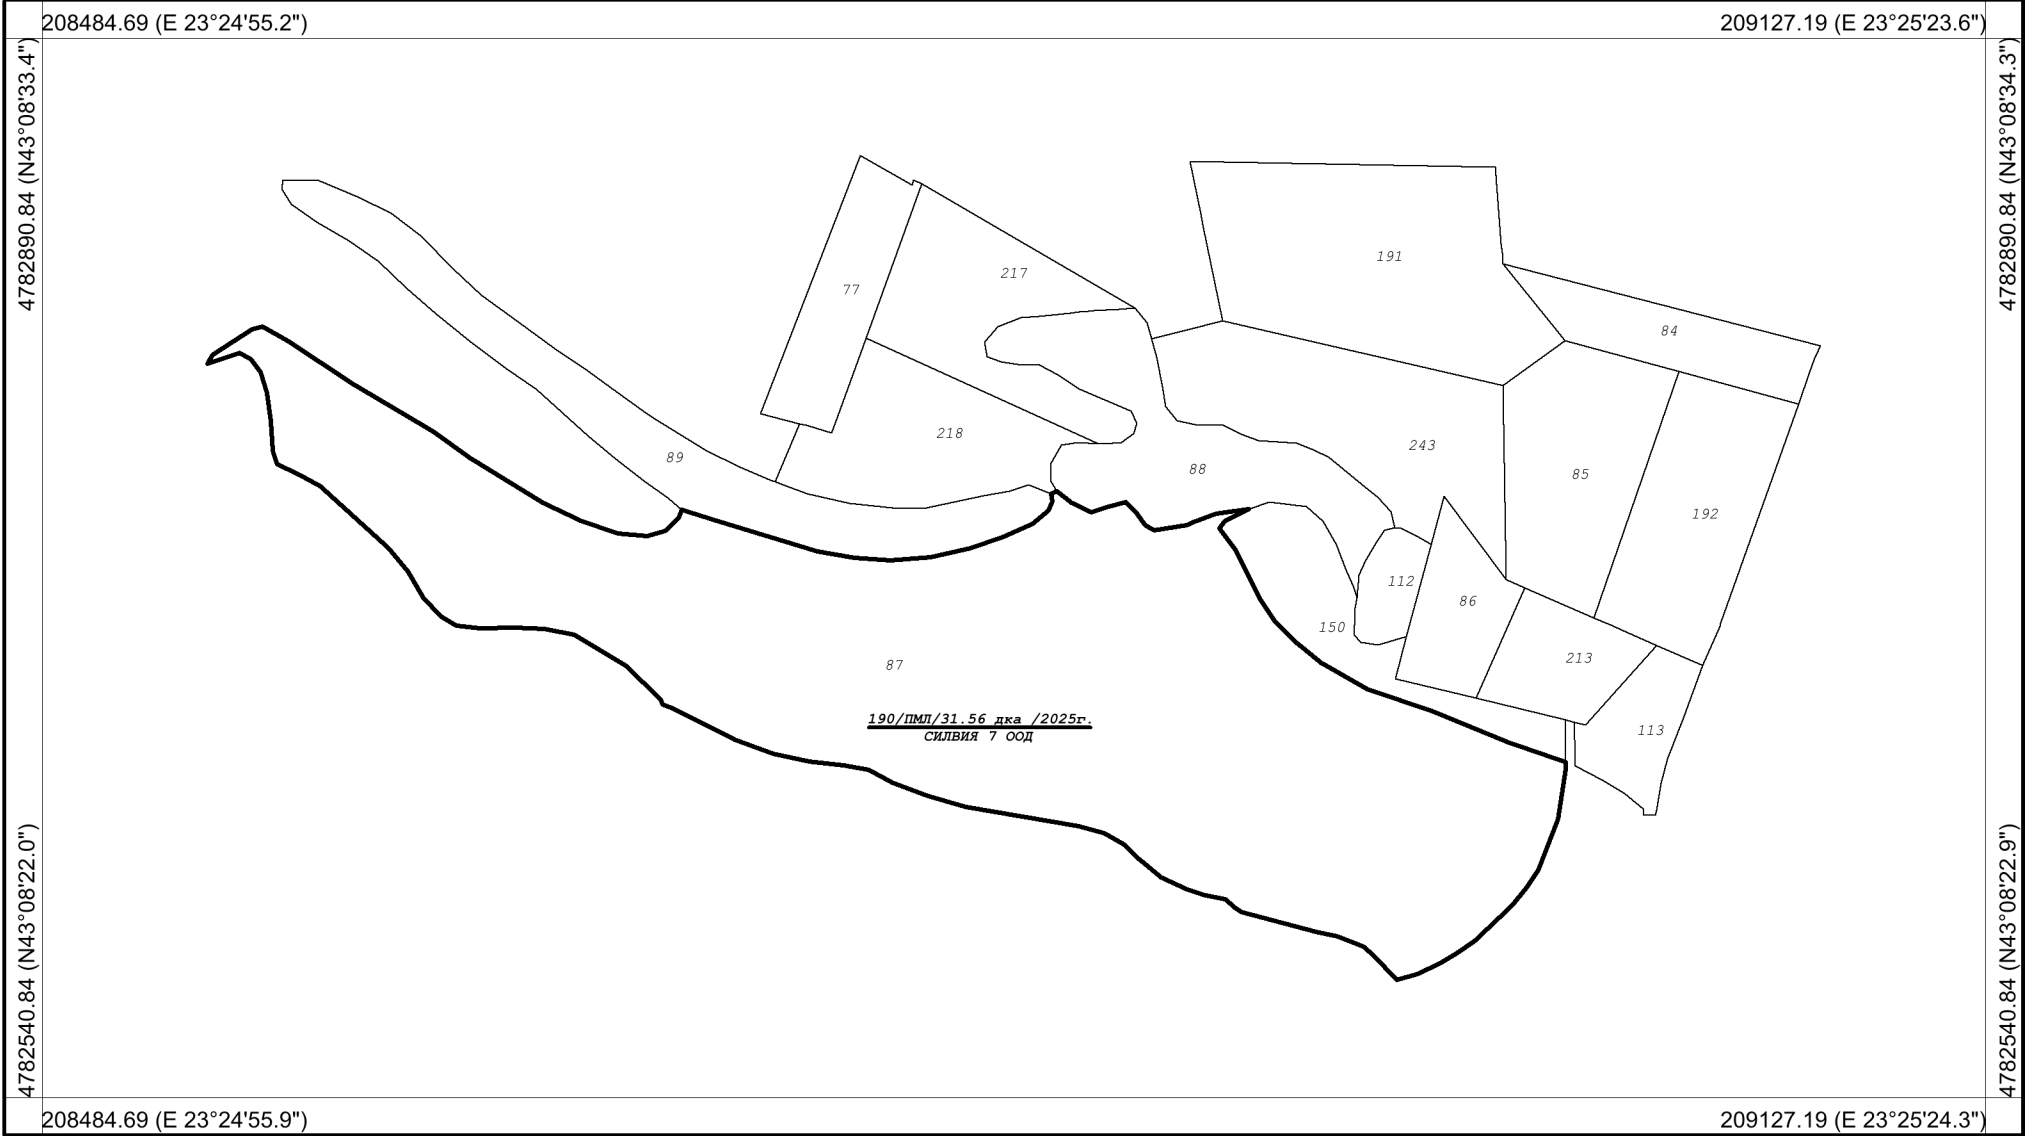 208484.69 (E 23°24'55.2")
209127.19 (E 23°25'23.6")
4782890.84 (N43°08'33.4")
4782890.84 (N43°08'34.3")
191
217
77
84
218
243
89
88
85
192
112
86
150
213
87
190/ПМЛ/31.56 дка /2025г.
СИЛВИЯ 7 ООД
113
4782540.84 (N43°08'22.0")
4782540.84 (N43°08'22.9")
208484.69 (E 23°24'55.9")
209127.19 (E 23°25'24.3")